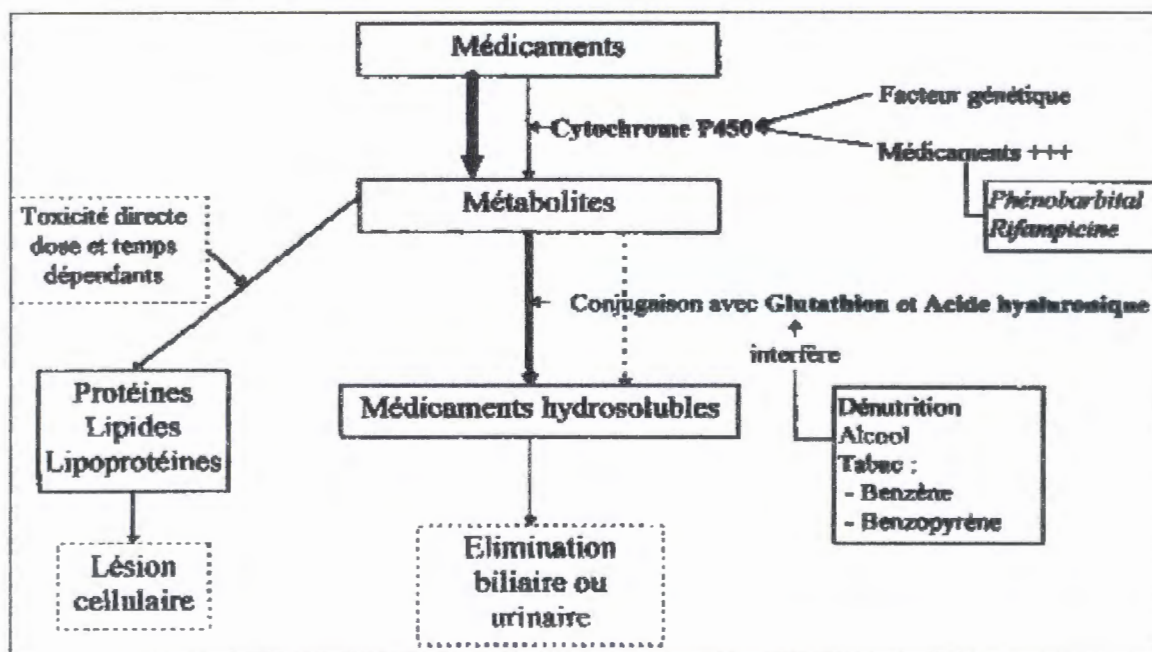 Médicaments
Facteur génétique
Cytochrome P450
Médicaments +++
Phénobarbital
Rifampicine
Métabolites
Toxicité directe
dose et temps
dépendants
Conjugaison avec Glutathion et Acide hyaluronique
interfère
Protéines
Lipides
Lipoprotéines
Médicaments hydrosolubles
Dénutrition
Alcool
Tabac :
- Benzène
- Benzopyrène
Lésion
cellulaire
Elimination
biliaire ou
urinaire